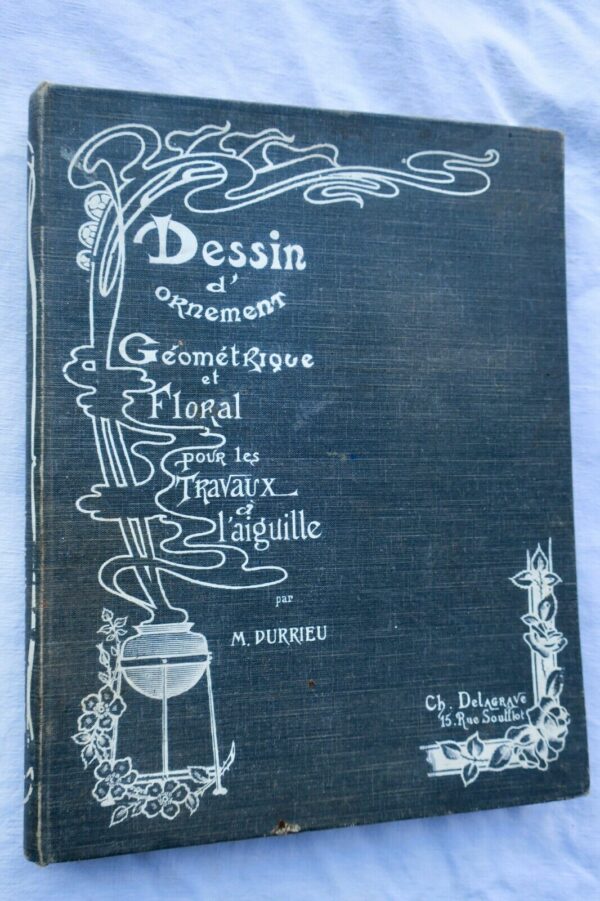 Dessin
d'
ornement
Géométrique
et
Floral
pour les
Travaux
à
l'aiguille
par
M. DURRIEU
Ch. Delagrave
15. Rue Soufflot